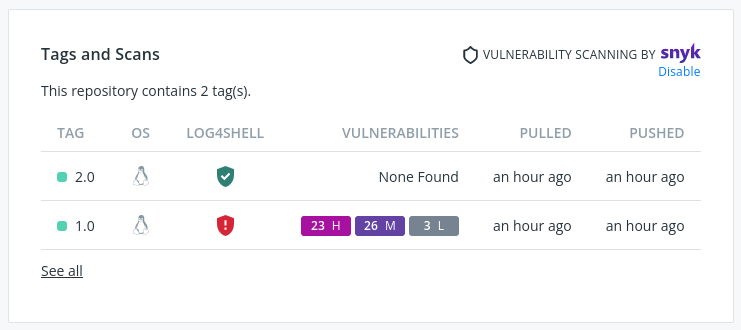 Tags and Scans
VULNERABILITY SCANNING BY snyk
Disable
This repository contains 2 tag(s).
TAG OS LOG4SHELL VULNERABILITIES PULLED PUSHED
2.0 None Found an hour ago an hour ago
1.0 23 H 26 M 3 L an hour ago an hour ago
See all